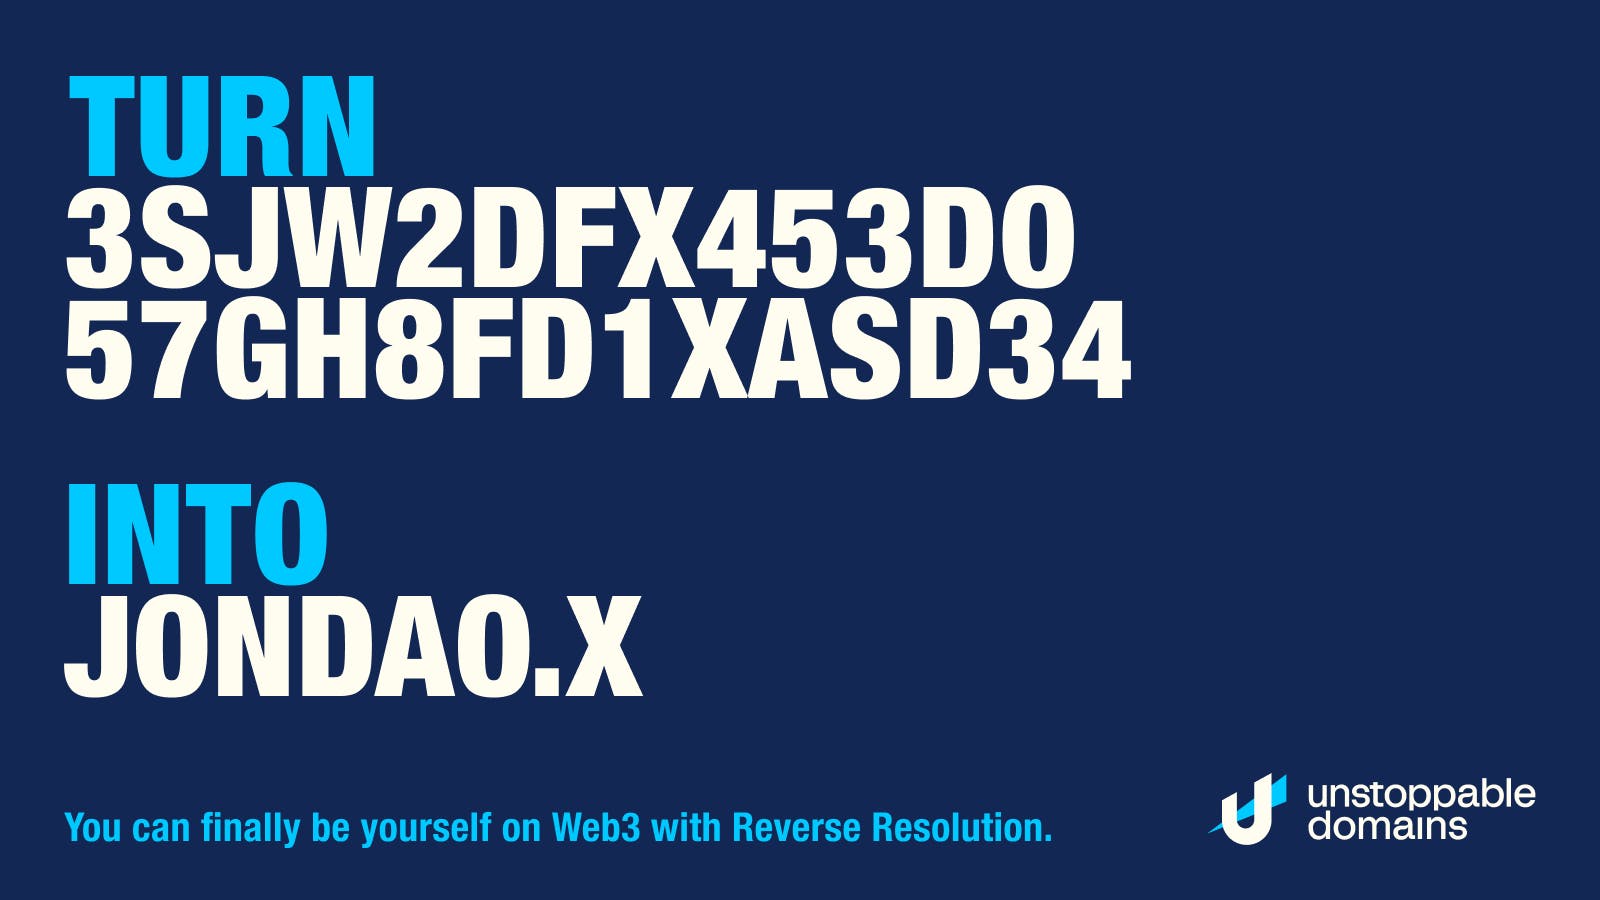 TURN
3SJW2DFX453D0
57GH8FD1XASD34
INTO
JONDAO.X
You can finally be yourself on Web3 with Reverse Resolution.
unstoppable
domains